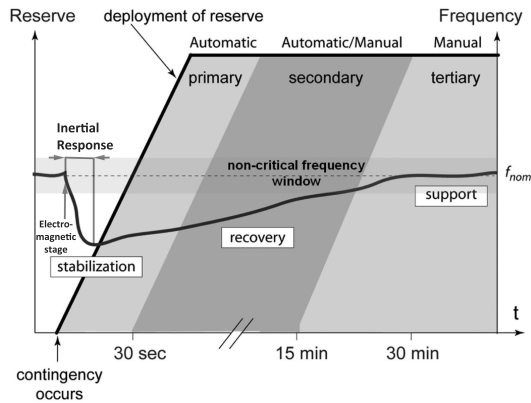 Reserve
deployment of reserve
Frequency
Automatic
Automatic/Manual
Manual
primary
secondary
tertiary
Inertial
Response
non-critical frequency
window
f_nom
Electro-
magnetic
stage
support
recovery
stabilization
t
30 sec
15 min
30 min
contingency
occurs